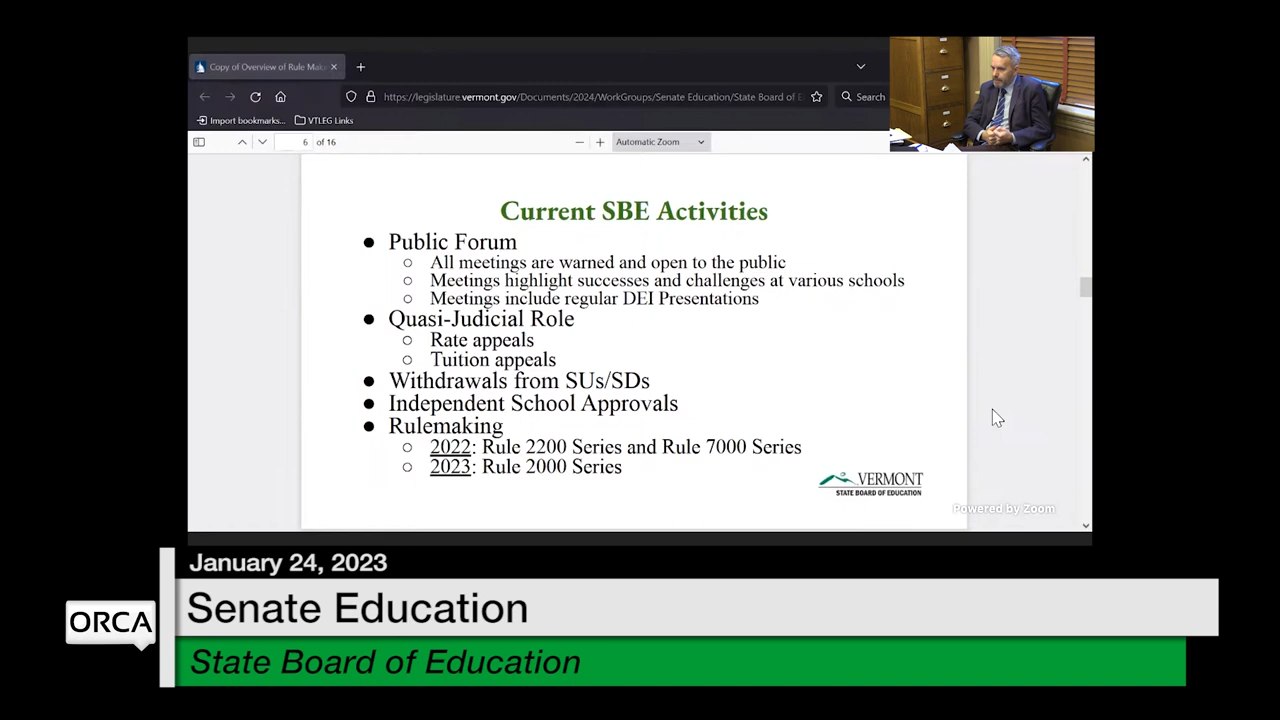 Copy of Overview of Rule Mak
https://legislature.vermont.gov/Documents/2024/WorkGroups/Senate Education/State Board of E
Search
Import bookmarks...
VTLEG Links
6 of 16
Automatic Zoom
Current SBE Activities
● Public Forum
○ All meetings are warned and open to the public
○ Meetings highlight successes and challenges at various schools
○ Meetings include regular DEI Presentations
● Quasi-Judicial Role
○ Rate appeals
○ Tuition appeals
● Withdrawals from SUs/SDs
● Independent School Approvals
● Rulemaking
○ 2022: Rule 2200 Series and Rule 7000 Series
○ 2023: Rule 2000 Series
VERMONT
STATE BOARD OF EDUCATION
Powered by Zoom
January 24, 2023
Senate Education
ORCA
State Board of Education